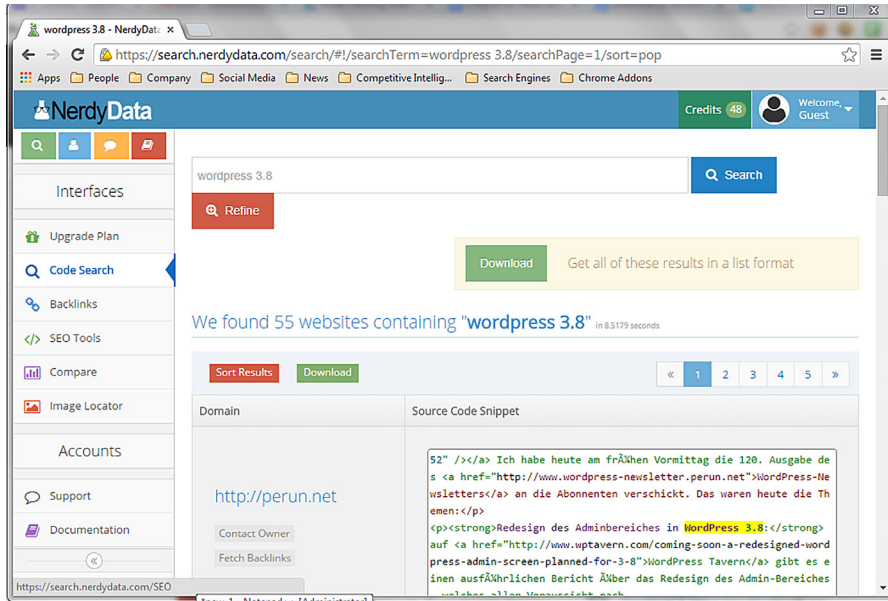 wordpress 3.8 - NerdyData
https://search.nerdydata.com/search/#!/searchTerm=wordpress 3.8/searchPage=1/sort=pop
Apps People Company Social Media News Competitive Intellig... Search Engines Chrome Addons
NerdyData
Credits 48
Welcome,
Guest
Interfaces
Upgrade Plan
Code Search
Backlinks
SEO Tools
Compare
Image Locator
Accounts
Support
Documentation
https://search.nerdydata.com/SEO
wordpress 3.8
Search
Refine
Download Get all of these results in a list format
We found 55 websites containing "wordpress 3.8" in 8.5179 seconds
Sort Results Download
« 1 2 3 4 5 »
Domain Source Code Snippet
http://perun.net
Contact Owner
Fetch Backlinks
52" /></a> Ich habe heute am frÃ¼hen Vormittag die 120. Ausgabe de
s <a href="http://www.wordpress-newsletter.perun.net">WordPress-Ne
wsletters</a> an die Abonnenten verschickt. Das waren heute die Th
emen:</p>
<p><strong>Redesign des Adminbereiches in WordPress 3.8:</strong>
auf <a href="http://www.wptavern.com/coming-soon-a-redesigned-word
press-admin-screen-planned-for-3-8">WordPress Tavern</a> gibt es e
inen ausfÃ¼hrlichen Bericht Ã¼ber das Redesign des Admin-Bereiches